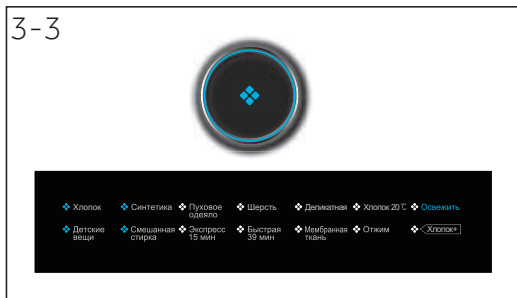 3-3
Хлопок Синтетика Пуховое одеяло Шерсть Деликатная Хлопок 20℃ Освежить
Детские вещи Смешанная стирка Экспресс 15 мин Быстрая 39 мин Мембранная ткань Отжим Хлопок+